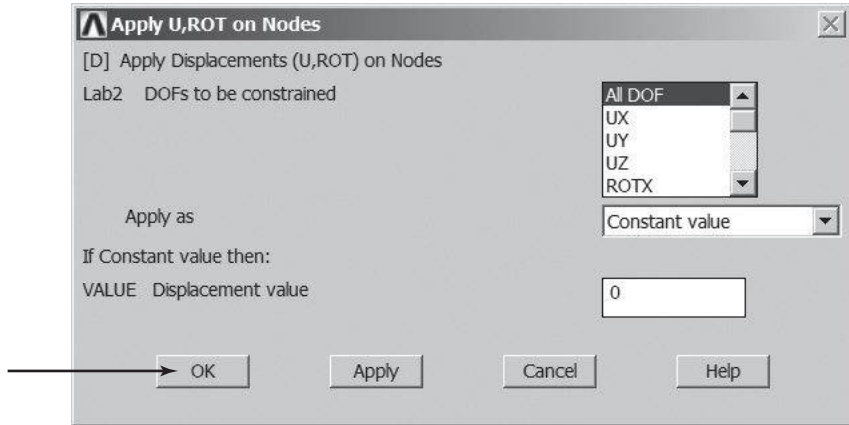 Apply U,ROT on Nodes
[D] Apply Displacements (U,ROT) on Nodes
Lab2 DOFs to be constrained
All DOF
UX
UY
UZ
ROTX
Apply as
Constant value
If Constant value then:
VALUE Displacement value
0
OK Apply Cancel Help